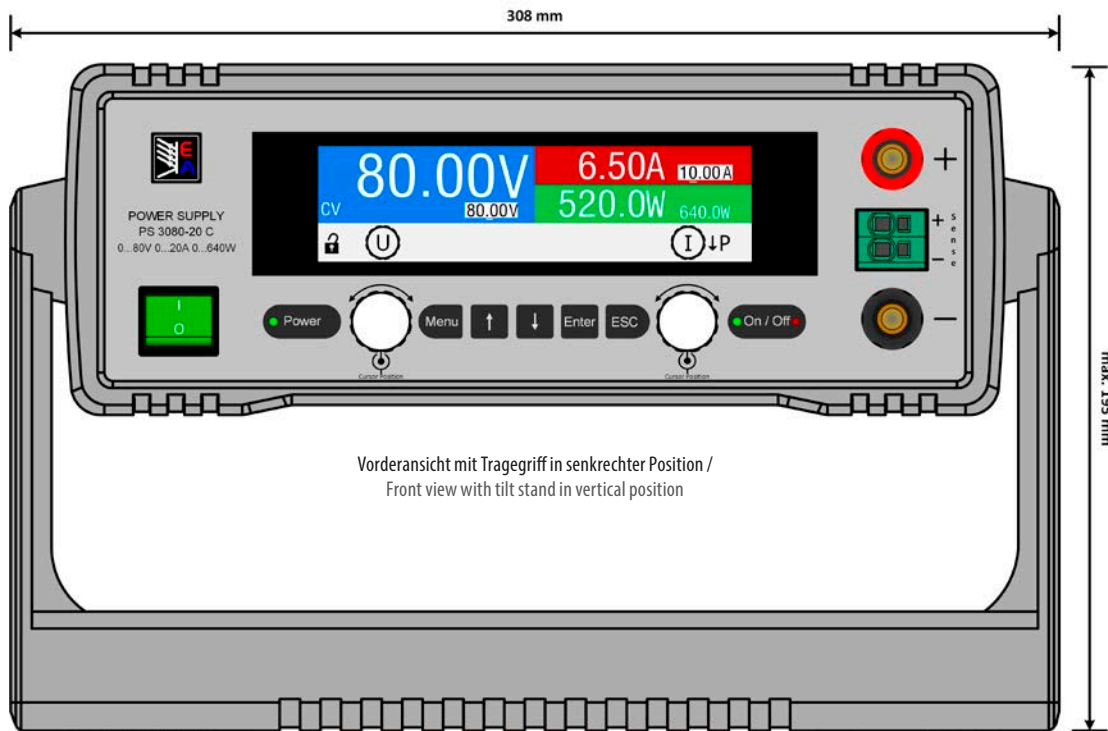 308 mm
EA
POWER SUPPLY
PS 3080-20 C
0...80V 0...20A 0...640W
80.00V
CV
80.00V
6.50A 10.00A
520.0W 640.0W
U
I ↓P
+
+
sense
-
-
I
O
Power
Menu
↑
↓
Enter
ESC
On / Off
Cursor Position
Cursor Position
max. 195 mm
Vorderansicht mit Tragegriff in senkrechter Position /
Front view with tilt stand in vertical position